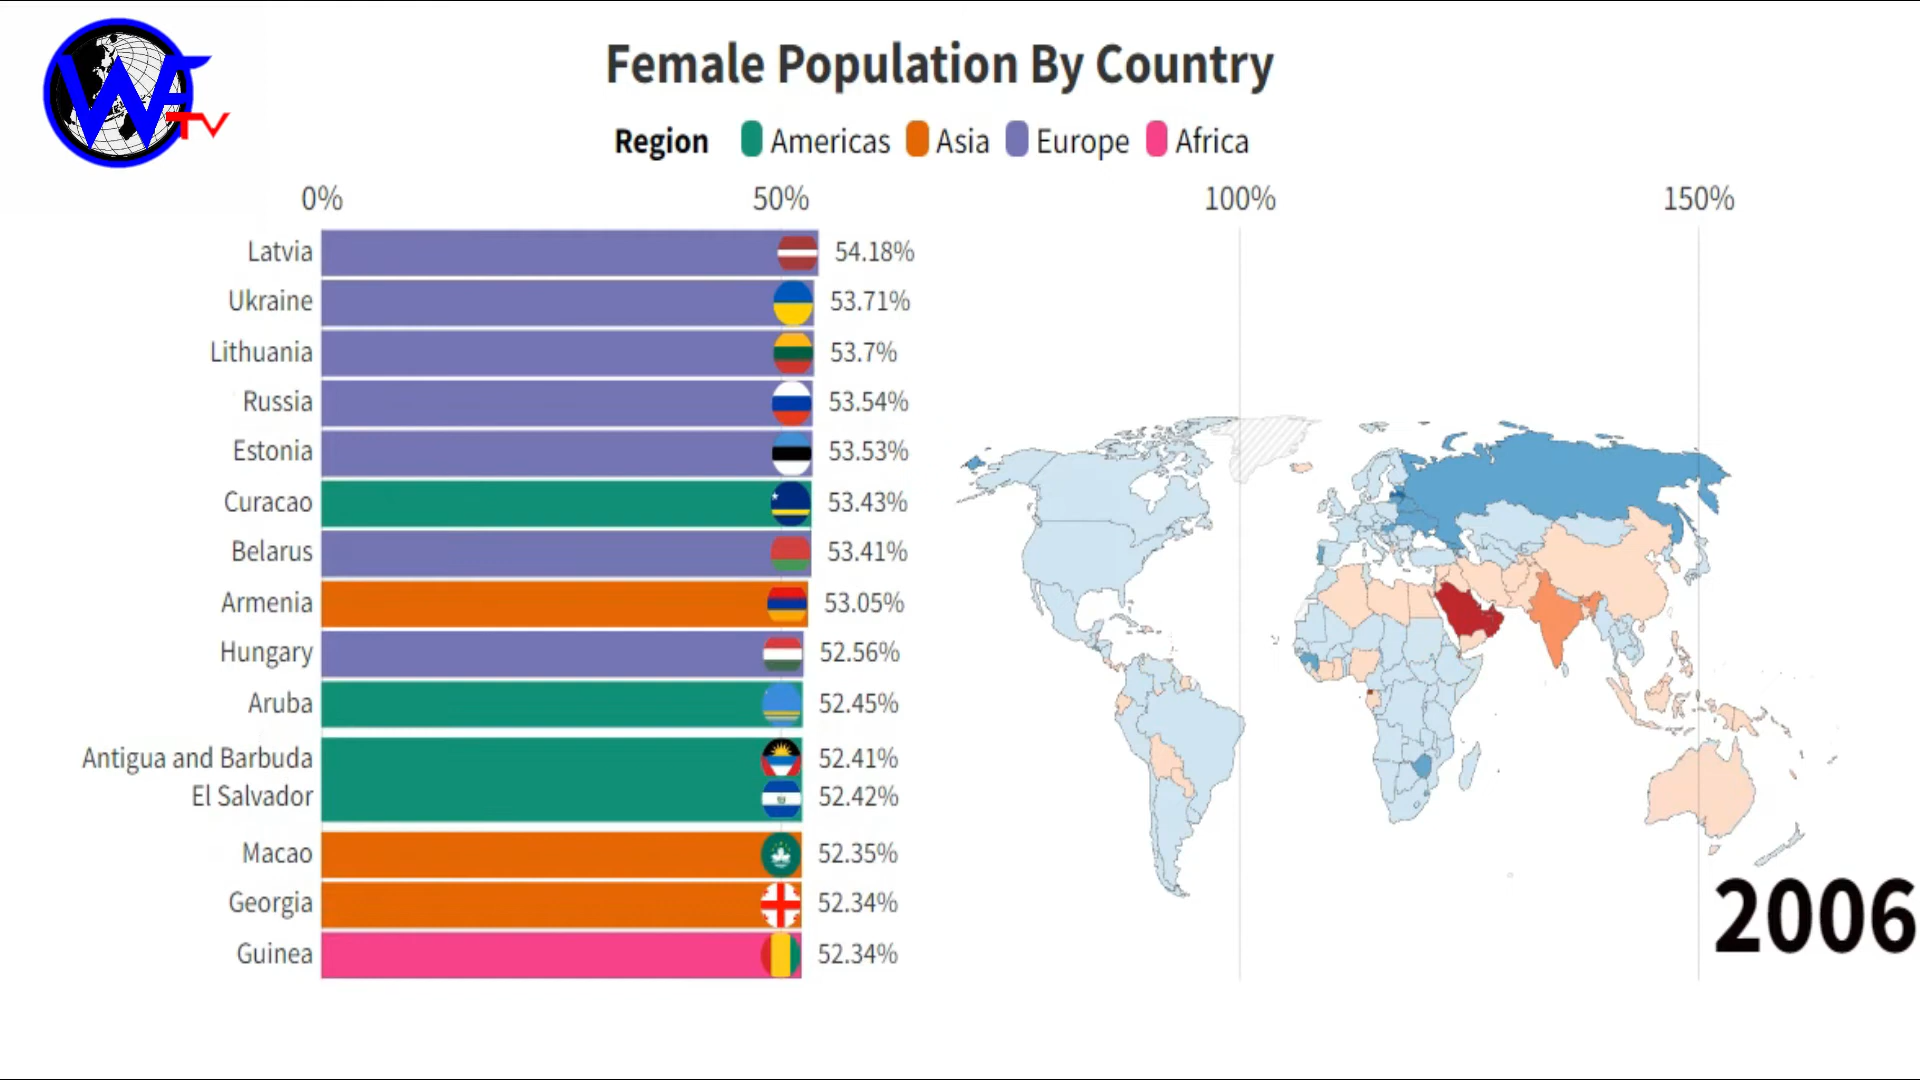 WF
TV
Female Population By Country
Region Americas Asia Europe Africa
0% 50% 100% 150%
Latvia 54.18%
Ukraine 53.71%
Lithuania 53.7%
Russia 53.54%
Estonia 53.53%
Curacao 53.43%
Belarus 53.41%
Armenia 53.05%
Hungary 52.56%
Aruba 52.45%
Antigua and Barbuda 52.41%
El Salvador 52.42%
Macao 52.35%
Georgia 52.34%
Guinea 52.34%
2006